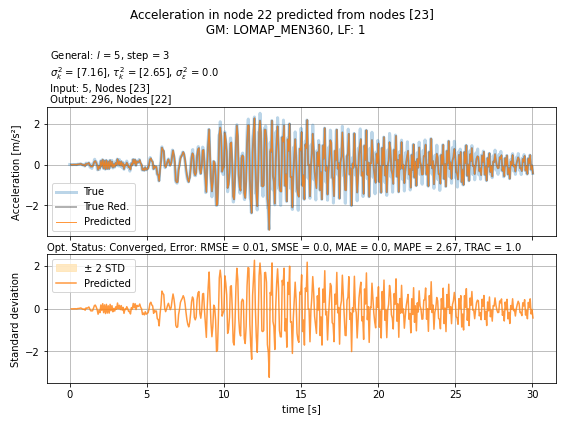 Acceleration in node 22 predicted from nodes [23]
GM: LOMAP_MEN360, LF: 1
General: l = 5, step = 3
σ²ₖ = [7.16], τ²ₖ = [2.65], σ²ε = 0.0
Input: 5, Nodes [23]
Output: 296, Nodes [22]
Acceleration [m/s²]
2
0
−2
True
True Red.
Predicted
Opt. Status: Converged, Error: RMSE = 0.01, SMSE = 0.0, MAE = 0.0, MAPE = 2.67, TRAC = 1.0
Standard deviation
2
0
−2
± 2 STD
Predicted
0 5 10 15 20 25 30
time [s]